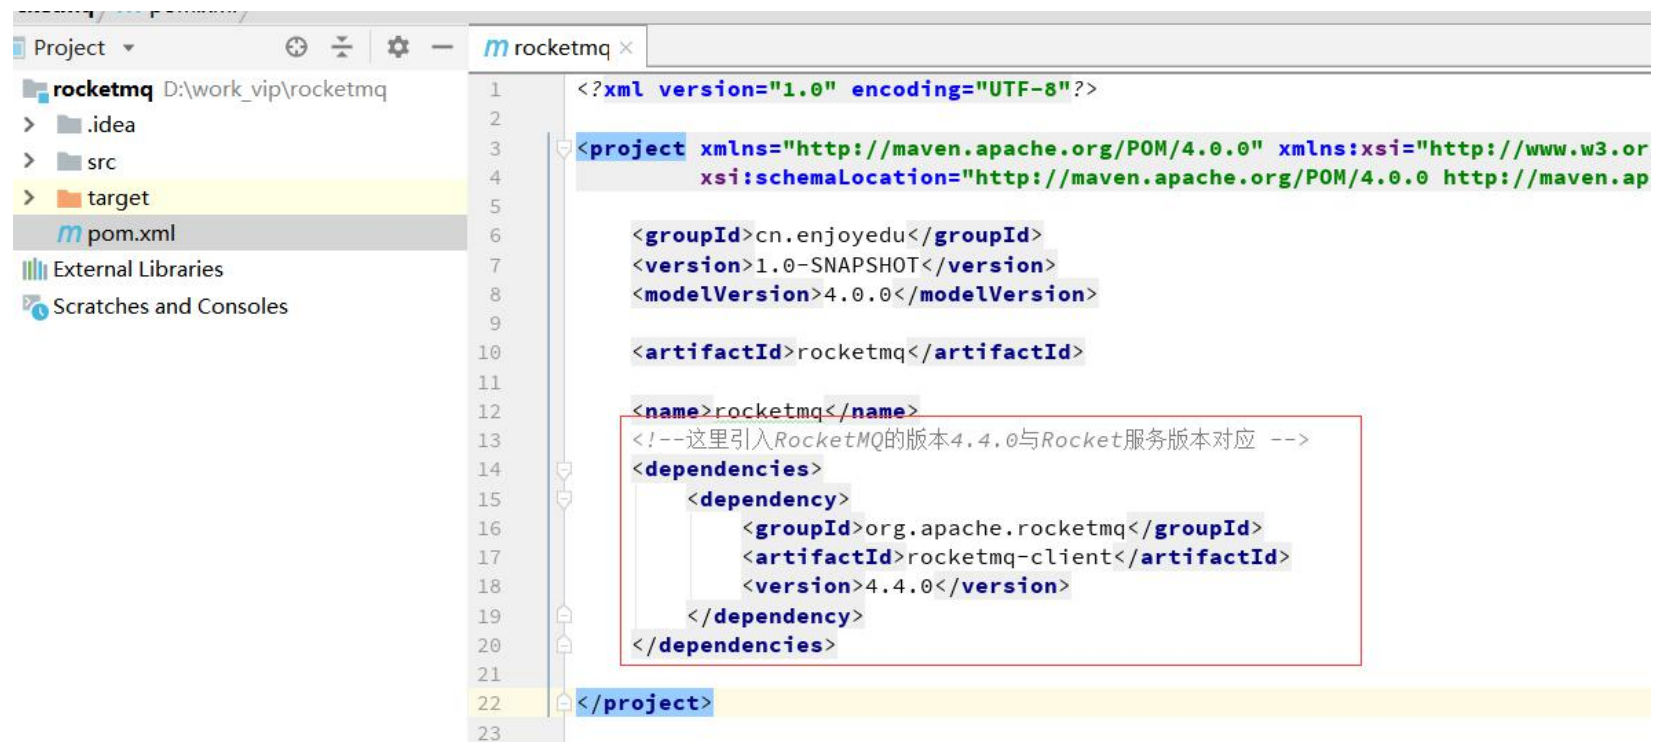 Project
rocketmq D:\work_vip\rocketmq
.idea
src
target
pom.xml
External Libraries
Scratches and Consoles
rocketmq
1 <?xml version="1.0" encoding="UTF-8"?>
2
3 <project xmlns="http://maven.apache.org/POM/4.0.0" xmlns:xsi="http://www.w3.or
4 xsi:schemaLocation="http://maven.apache.org/POM/4.0.0 http://maven.ap
5
6 <groupId>cn.enjoyedu</groupId>
7 <version>1.0-SNAPSHOT</version>
8 <modelVersion>4.0.0</modelVersion>
9
10 <artifactId>rocketmq</artifactId>
11
12 <name>rocketmq</name>
13 <!--这里引入RocketMQ的版本4.4.0与Rocket服务版本对应 -->
14 <dependencies>
15 <dependency>
16 <groupId>org.apache.rocketmq</groupId>
17 <artifactId>rocketmq-client</artifactId>
18 <version>4.4.0</version>
19 </dependency>
20 </dependencies>
21
22 </project>
23